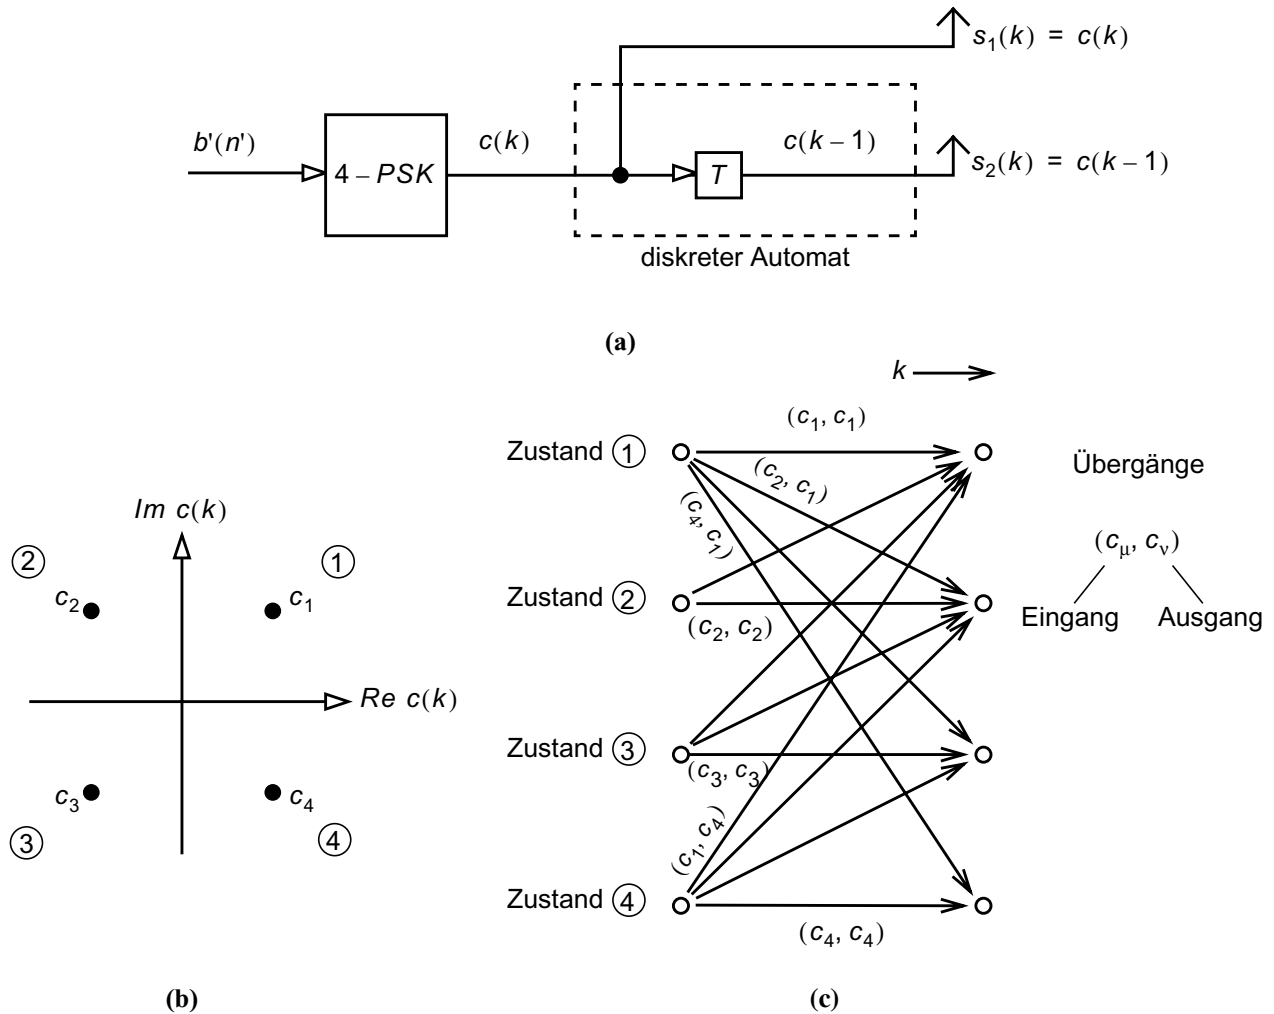 s₁(k) = c(k)
b'(n')
4 – PSK
c(k)
T
c(k – 1)
s₂(k) = c(k – 1)
diskreter Automat
(a)
k
Im c(k)
Re c(k)
② ①
c₂ c₁
c₃ c₄
③ ④
(b)
Zustand ①
Zustand ②
Zustand ③
Zustand ④
(c₁, c₁)
(c₂, c₁)
(c₄, c₁)
(c₂, c₂)
(c₃, c₃)
(c₁, c₄)
(c₄, c₄)
Übergänge
(c_μ, c_ν)
Eingang Ausgang
(c)